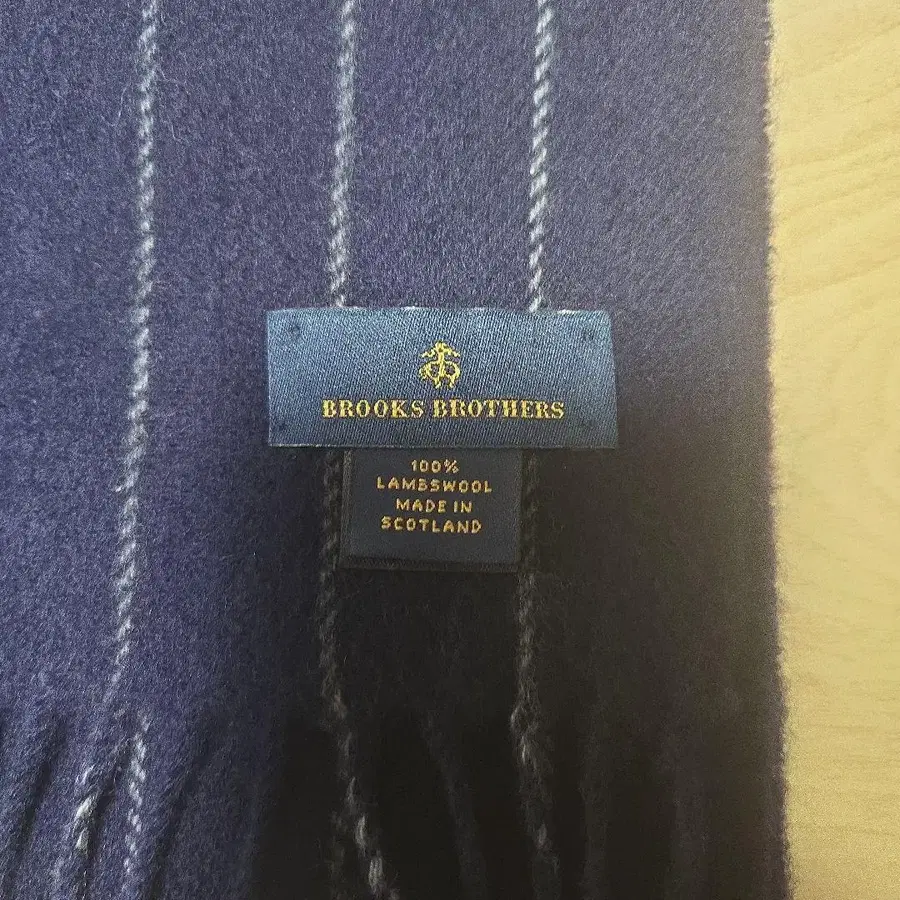 BROOKS BROTHERS
100%
LAMBSWOOL
MADE IN
SCOTLAND